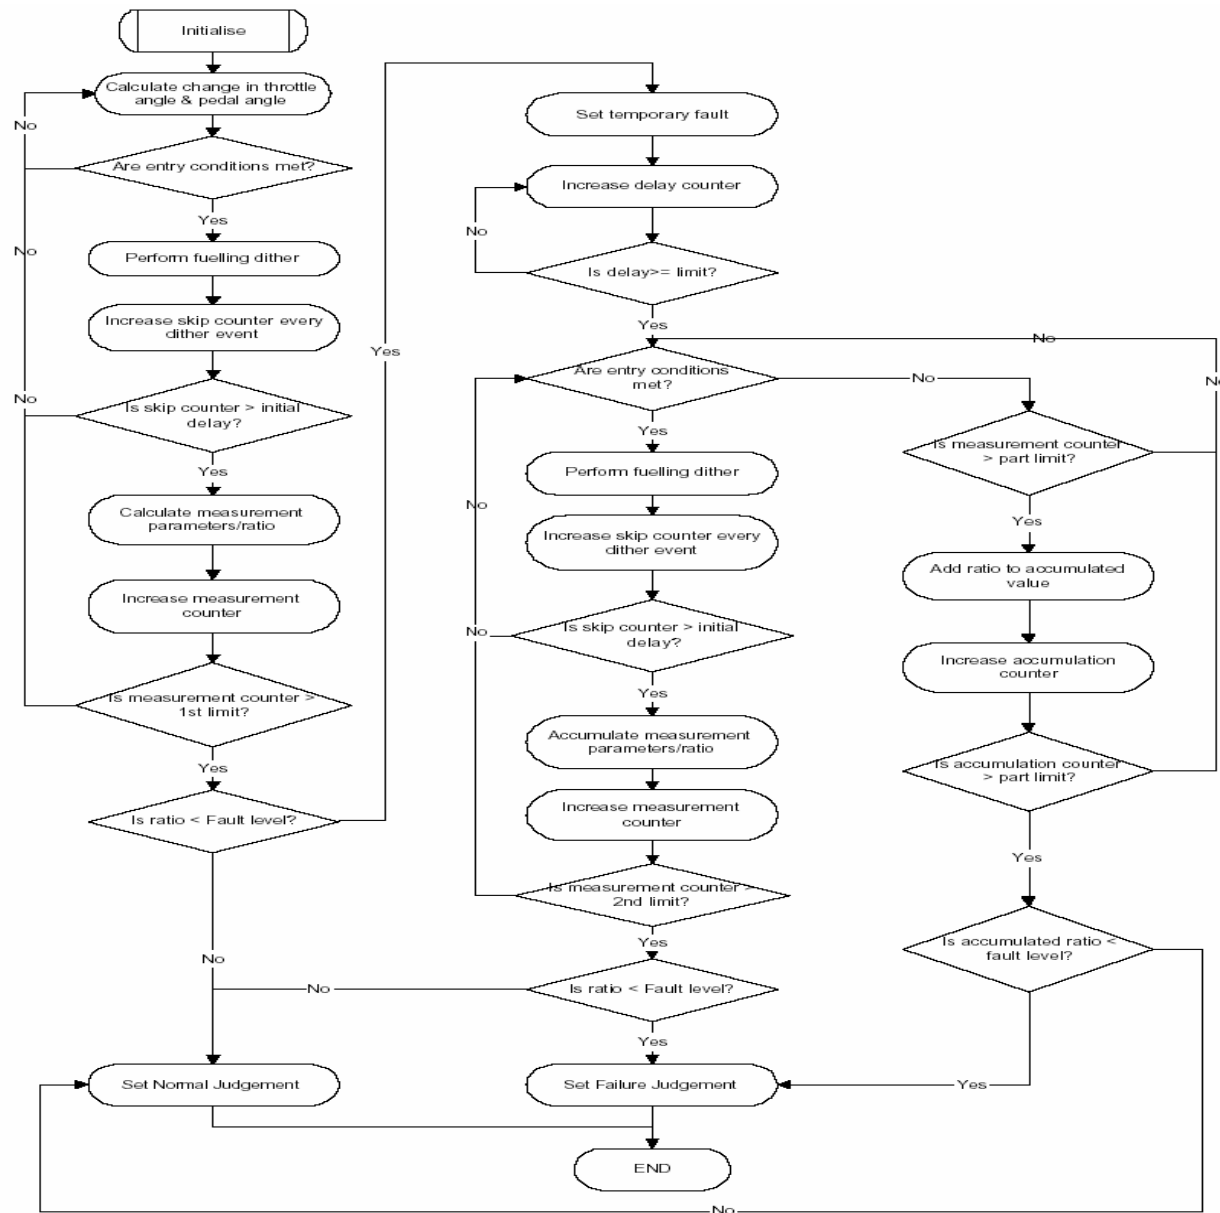 Initialise
Calculate change in throttle
angle & pedal angle
No
Are entry conditions met?
Yes
No
Perform fuelling dither
Increase skip counter every
dither event
No
Is skip counter > initial
delay?
Yes
Calculate measurement
parameters/ratio
Increase measurement
counter
Is measurement counter >
1st limit?
Yes
Is ratio < Fault level?
Yes
No
Set Normal Judgement
Set temporary fault
Increase delay counter
No
Is delay>= limit?
Yes
Are entry conditions
met?
No
Yes
Perform fuelling dither
Increase skip counter every
dither event
No
Is skip counter > initial
delay?
No
Yes
Accumulate measurement
parameters/ratio
Increase measurement
counter
Is measurement counter >
2nd limit?
Yes
Is ratio < Fault level?
No
Yes
Set Failure Judgement
END
No
No
Is measurement counter
> part limit?
Yes
Add ratio to accumulated
value
Increase accumulation
counter
Is accumulation counter
> part limit?
Yes
Is accumulated ratio <
fault level?
Yes
No